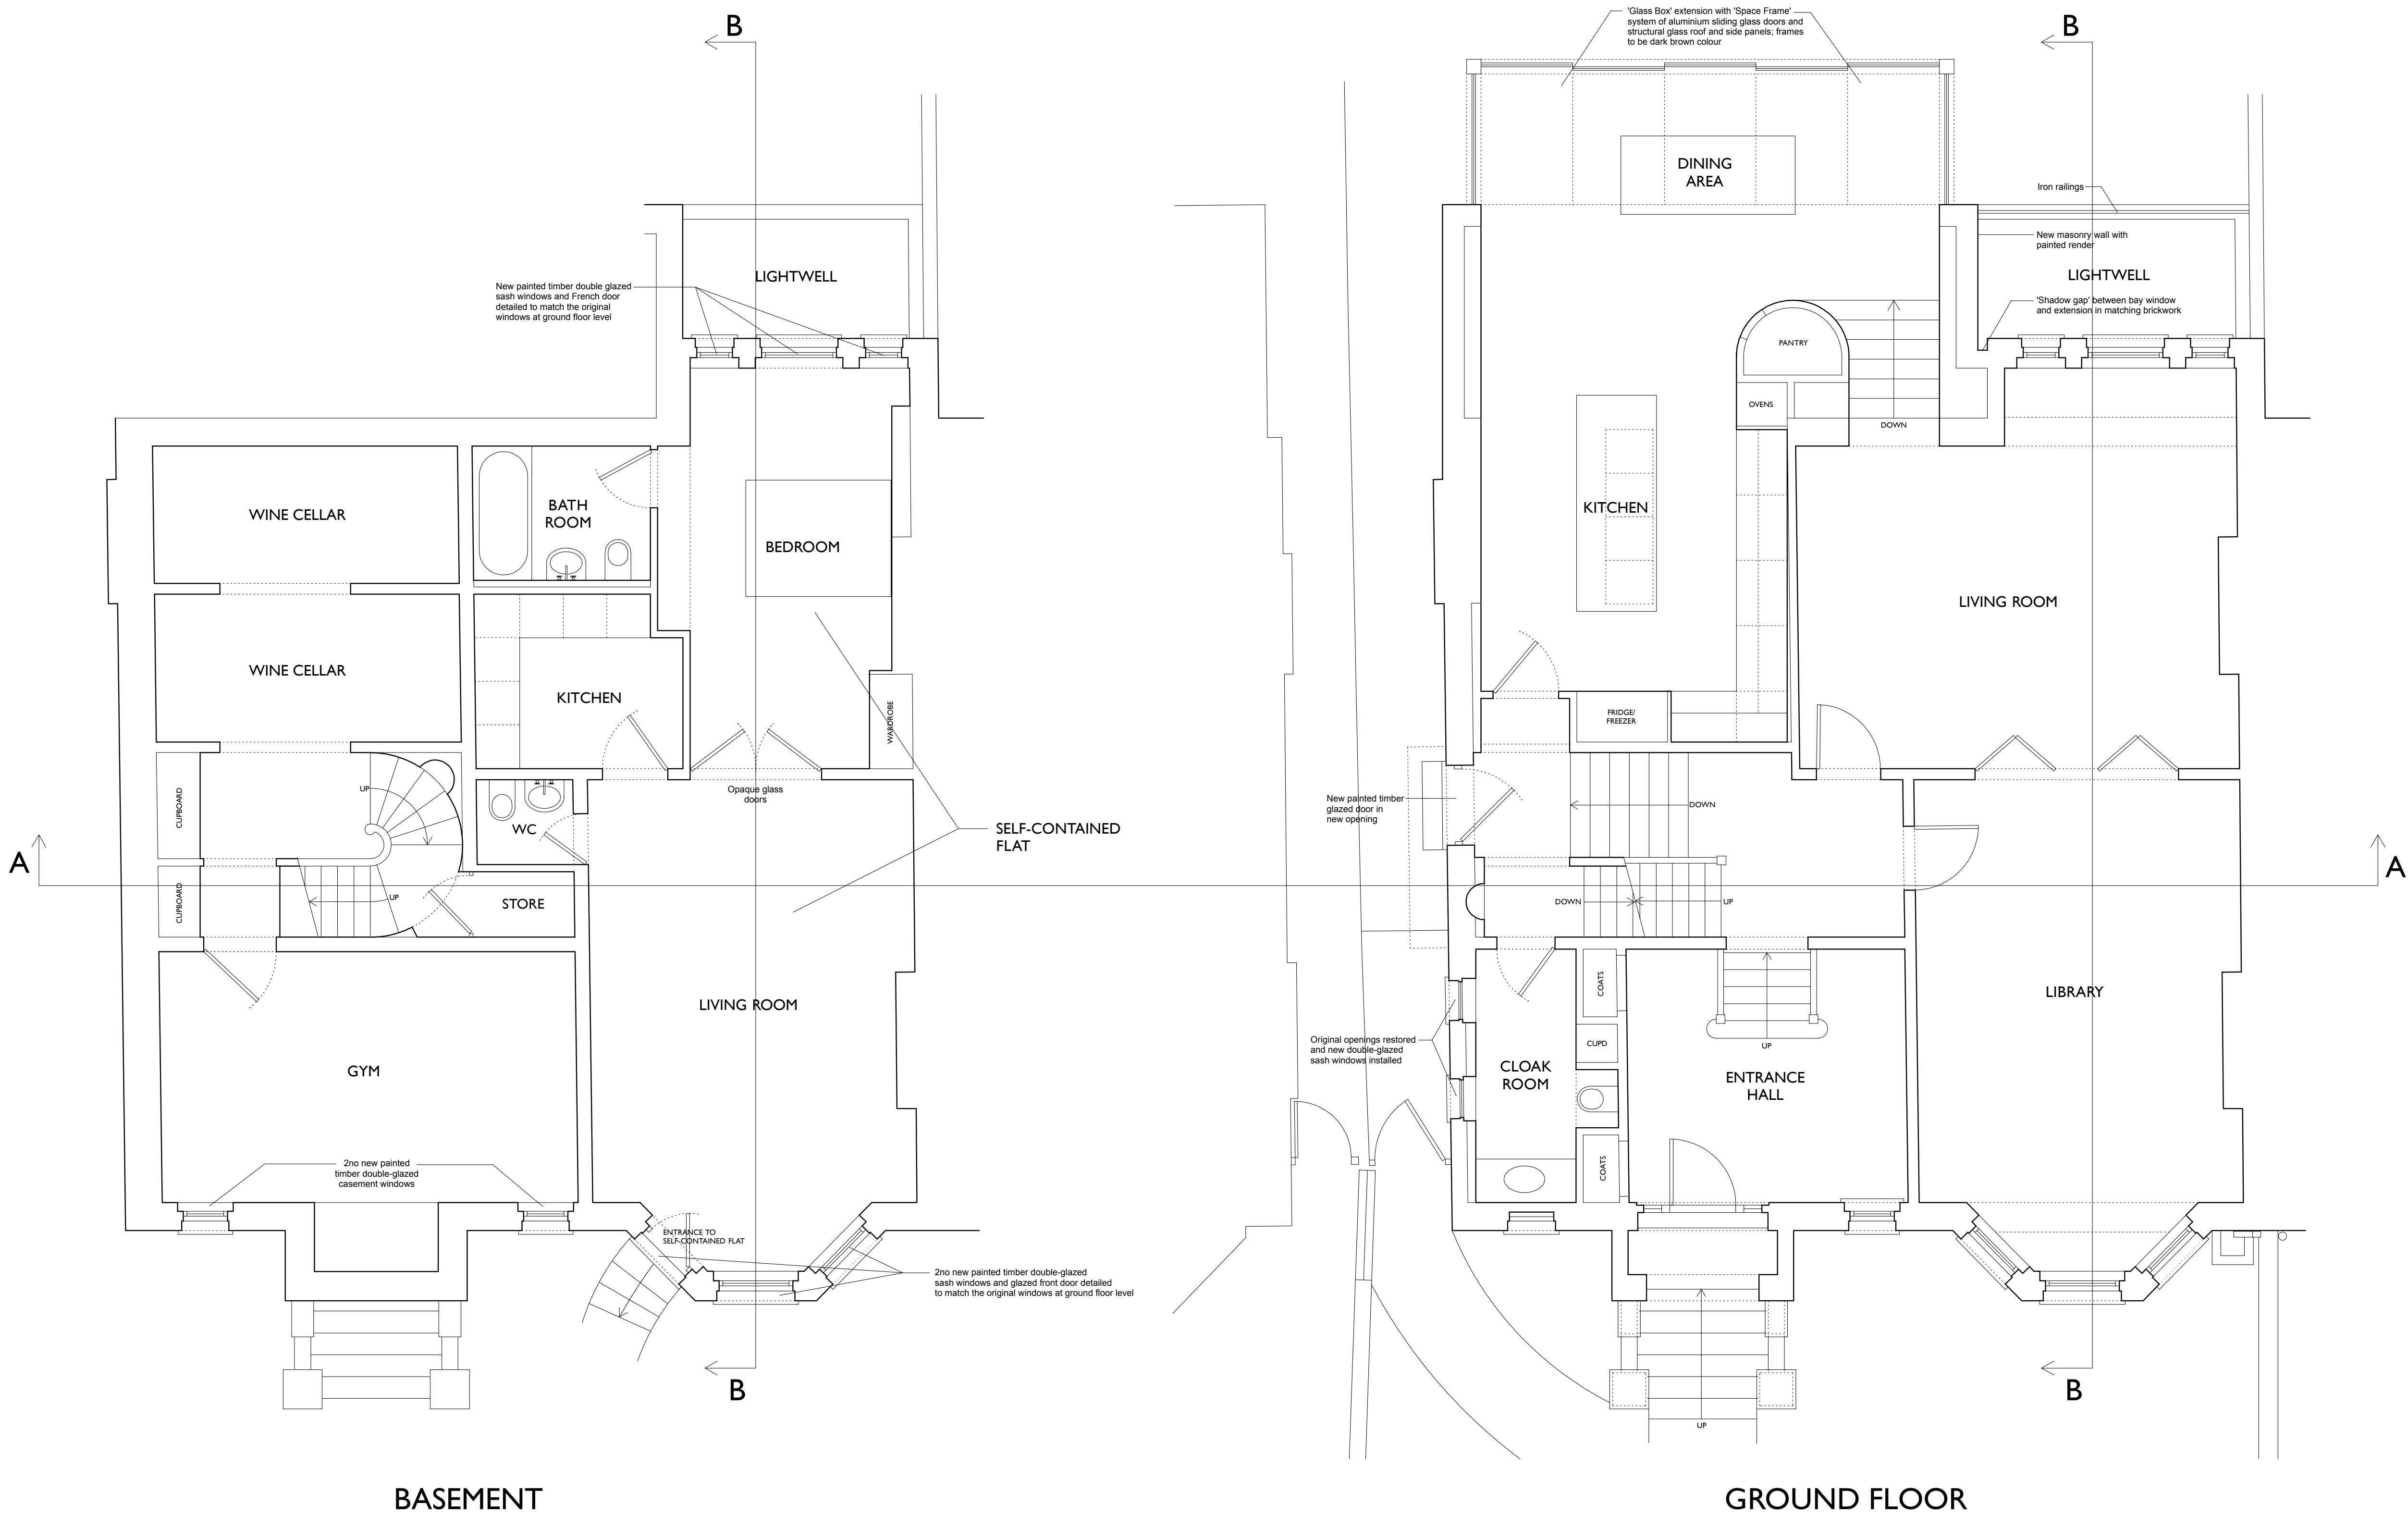 B
LIGHTWELL
New painted timber double glazed
sash windows and French door
detailed to match the original
windows at ground floor level
WINE CELLAR
BATH
ROOM
BEDROOM
WINE CELLAR
KITCHEN
WARDROBE
CUPBOARD
UP
Opaque glass
doors
WC
SELF-CONTAINED
FLAT
A
CUPBOARD
UP
STORE
LIVING ROOM
GYM
2no new painted
timber double-glazed
casement windows
ENTRANCE TO
SELF-CONTAINED FLAT
2no new painted timber double-glazed
sash windows and glazed front door detailed
to match the original windows at ground floor level
B
BASEMENT
'Glass Box' extension with 'Space Frame'
system of aluminium sliding glass doors and
structural glass roof and side panels; frames
to be dark brown colour
B
DINING
AREA
Iron railings
New masonry wall with
painted render
LIGHTWELL
'Shadow gap' between bay window
and extension in matching brickwork
PANTRY
OVENS
DOWN
KITCHEN
LIVING ROOM
FRIDGE/
FREEZER
New painted timber
glazed door in
new opening
DOWN
A
DOWN
UP
COATS
LIBRARY
Original openings restored
and new double-glazed
sash windows installed
CUPD
UP
CLOAK
ROOM
ENTRANCE
HALL
COATS
B
UP
GROUND FLOOR